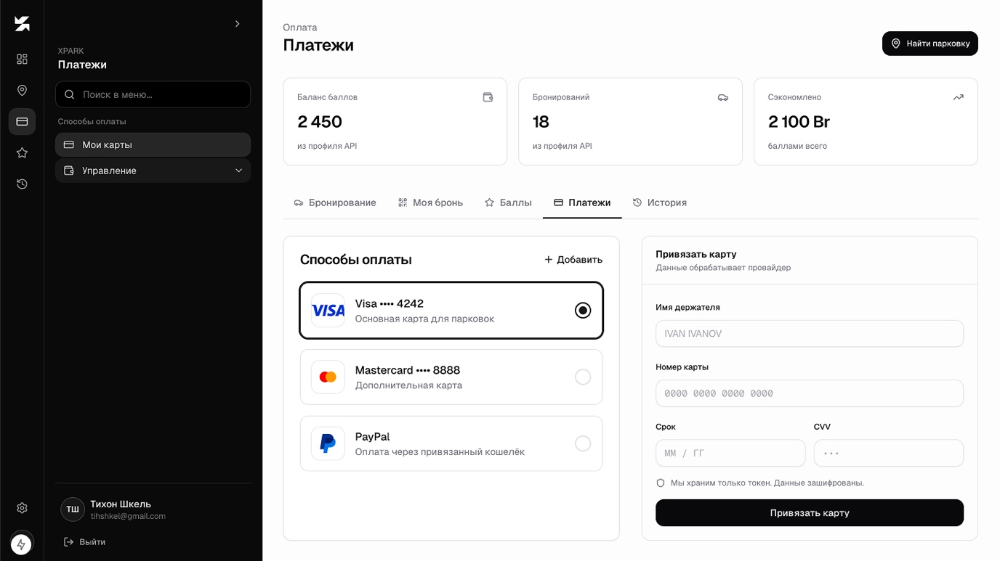 XPARK
Платежи
Поиск в меню...
Способы оплаты
Мои карты
Управление
ТШ
Тихон Шкель
tihshkel@gmail.com
Выйти
Оплата
Платежи
Найти парковку
Баланс баллов
2 450
из профиля API
Бронирований
18
из профиля API
Сэкономлено
2 100 Br
баллами всего
Бронирование
Моя бронь
Баллы
Платежи
История
Способы оплаты
+ Добавить
VISA
Visa •••• 4242
Основная карта для парковок
Mastercard •••• 8888
Дополнительная карта
PayPal
Оплата через привязанный кошелёк
Привязать карту
Данные обрабатывает провайдер
Имя держателя
IVAN IVANOV
Номер карты
0000 0000 0000 0000
Срок
CVV
ММ / ГГ
•••
Мы храним только токен. Данные зашифрованы.
Привязать карту